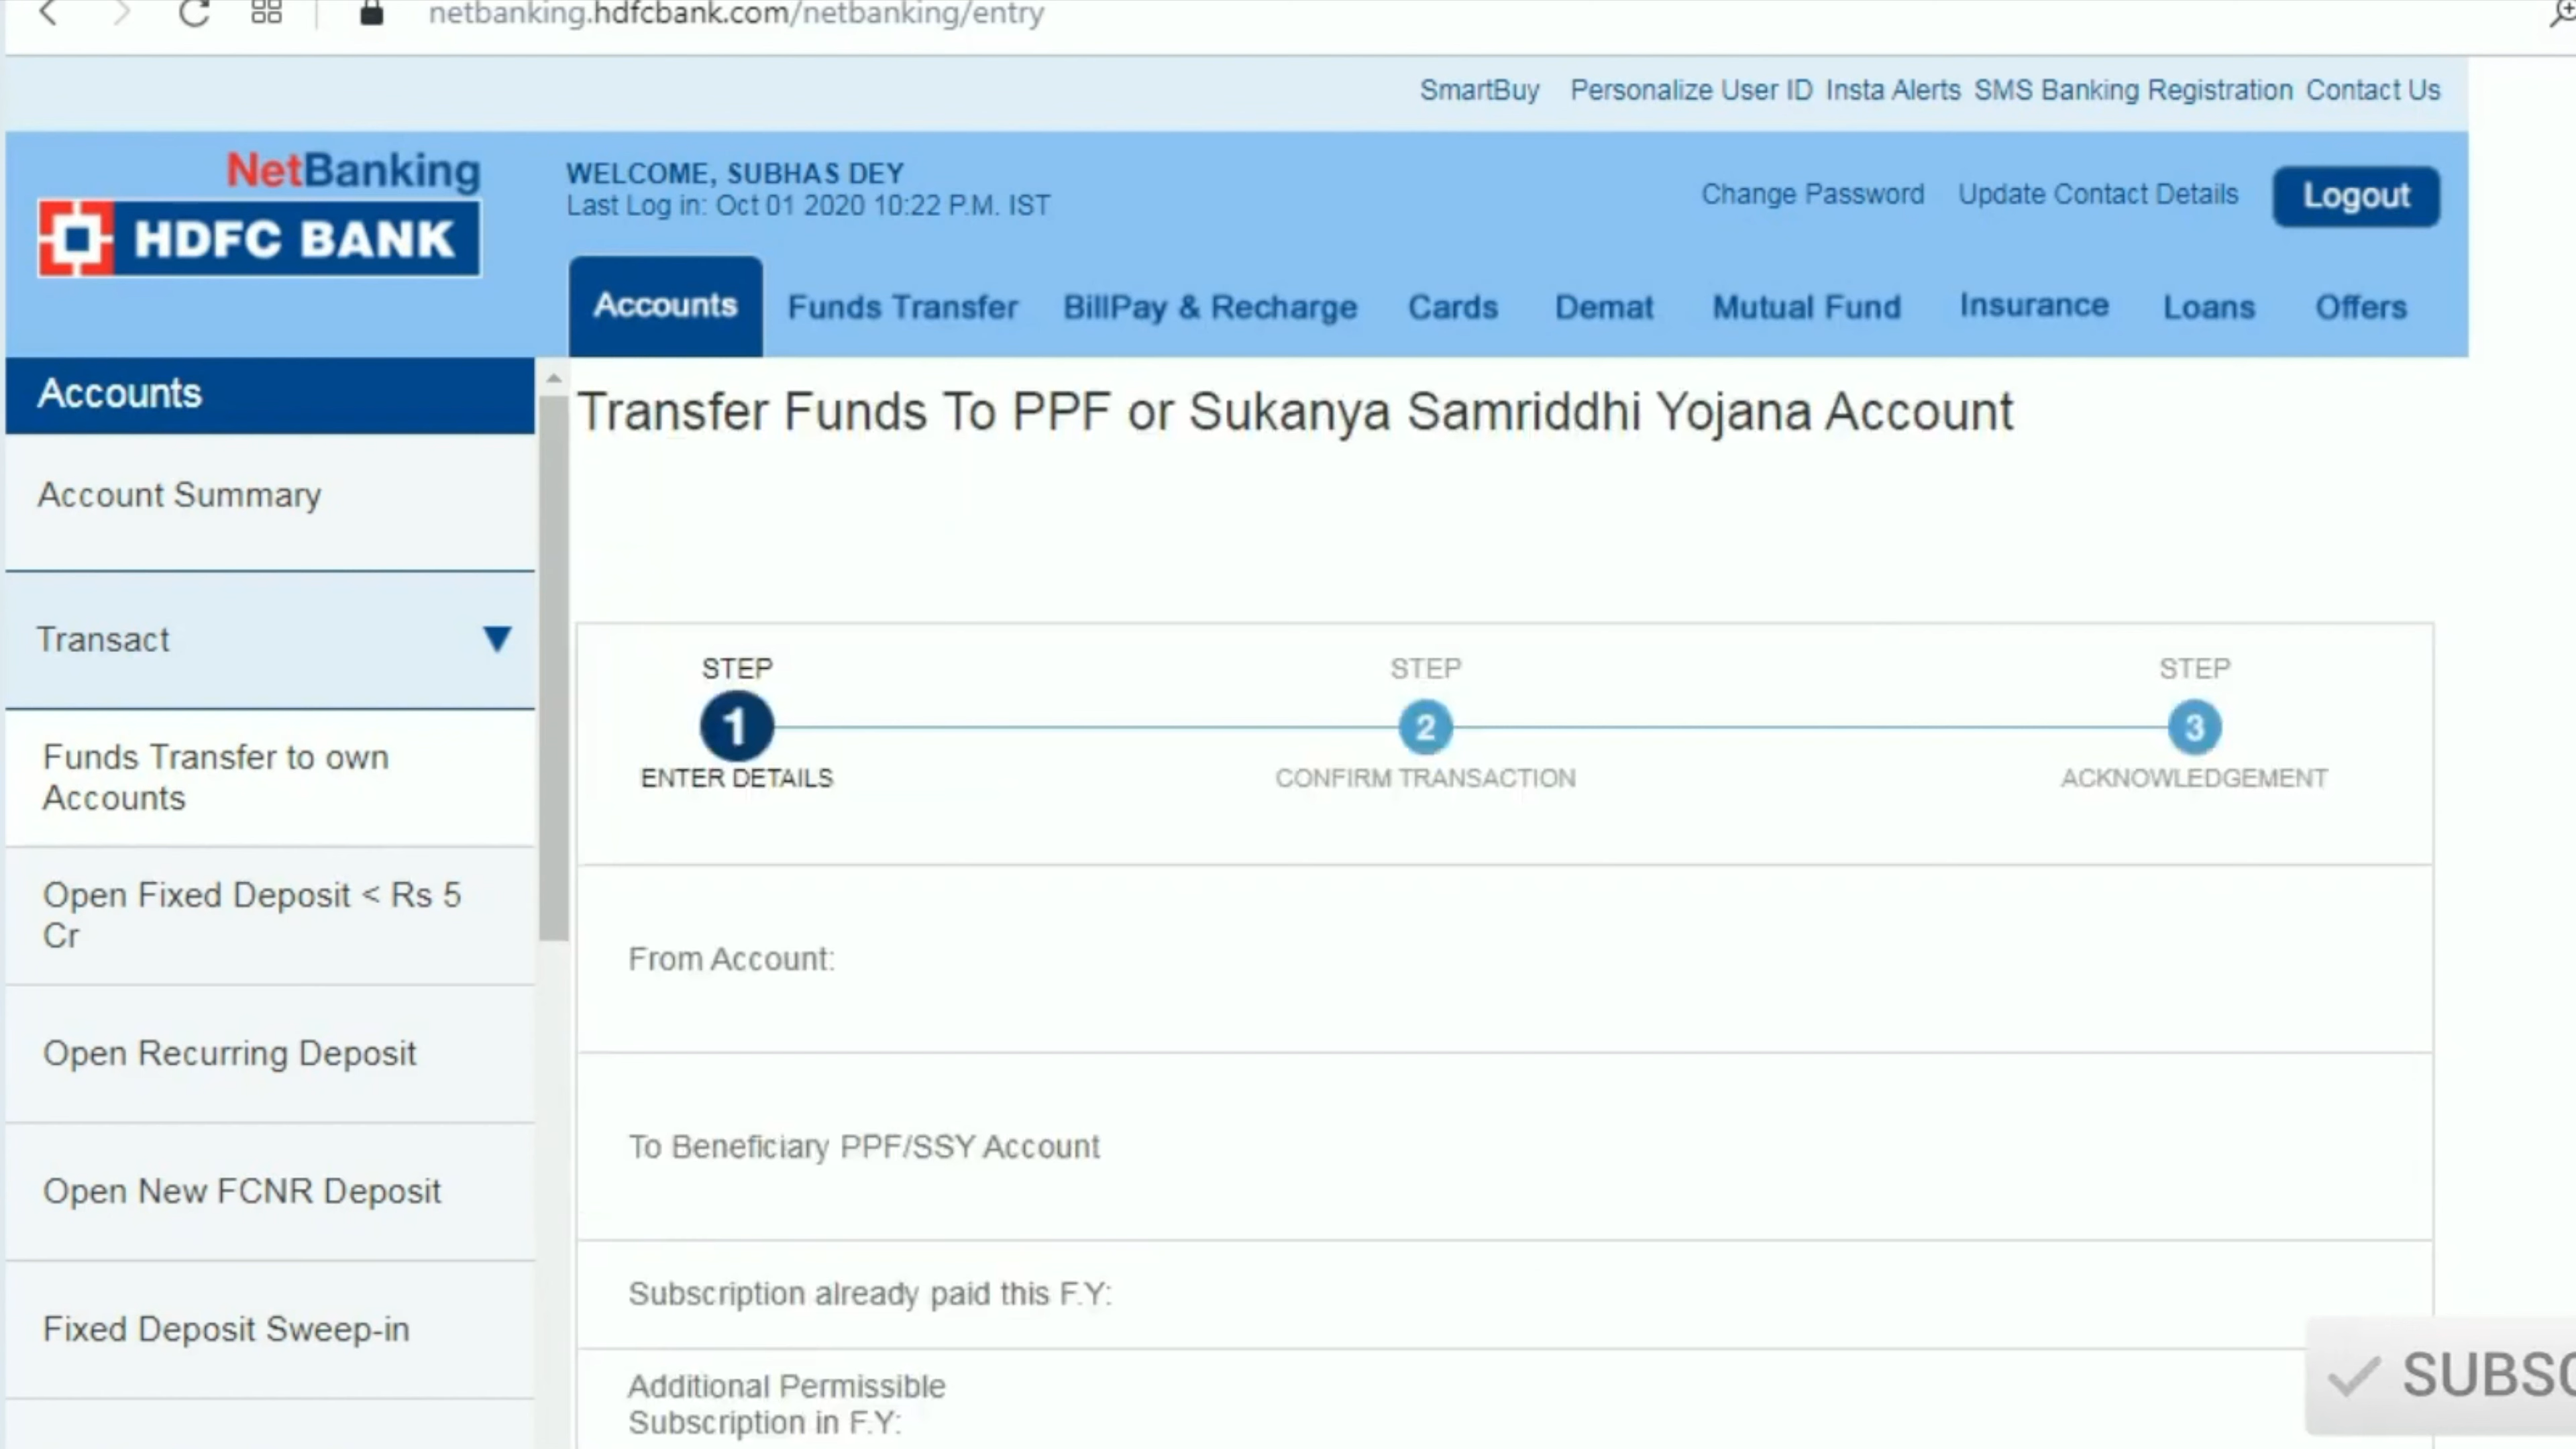 netbanking.hdfcbank.com/netbanking/entry
SmartBuy Personalize User ID Insta Alerts SMS Banking Registration Contact Us
NetBanking
HDFC BANK
WELCOME, SUBHAS DEY
Last Log in: Oct 01 2020 10:22 P.M. IST
Change Password Update Contact Details Logout
Accounts Funds Transfer BillPay & Recharge Cards Demat Mutual Fund Insurance Loans Offers
Accounts
Account Summary
Transact
Funds Transfer to own
Accounts
Open Fixed Deposit < Rs 5
Cr
Open Recurring Deposit
Open New FCNR Deposit
Fixed Deposit Sweep-in
Transfer Funds To PPF or Sukanya Samriddhi Yojana Account
STEP STEP STEP
1 2 3
ENTER DETAILS CONFIRM TRANSACTION ACKNOWLEDGEMENT
From Account:
To Beneficiary PPF/SSY Account
Subscription already paid this F.Y:
Additional Permissible
Subscription in F.Y: